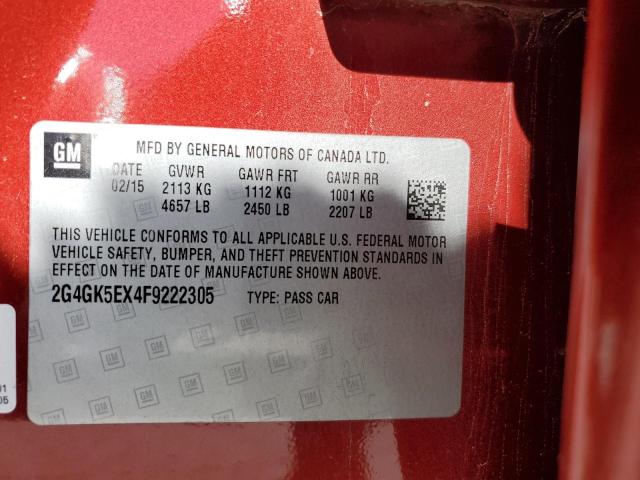 GM
MFD BY GENERAL MOTORS OF CANADA LTD.
DATE GVWR GAWR FRT GAWR RR
02/15 2113 KG 1112 KG 1001 KG
4657 LB 2450 LB 2207 LB
THIS VEHICLE CONFORMS TO ALL APPLICABLE U.S. FEDERAL MOTOR
VEHICLE SAFETY, BUMPER, AND THEFT PREVENTION STANDARDS IN
EFFECT ON THE DATE OF MANUFACTURE SHOWN ABOVE.
2G4GK5EX4F9222305 TYPE: PASS CAR